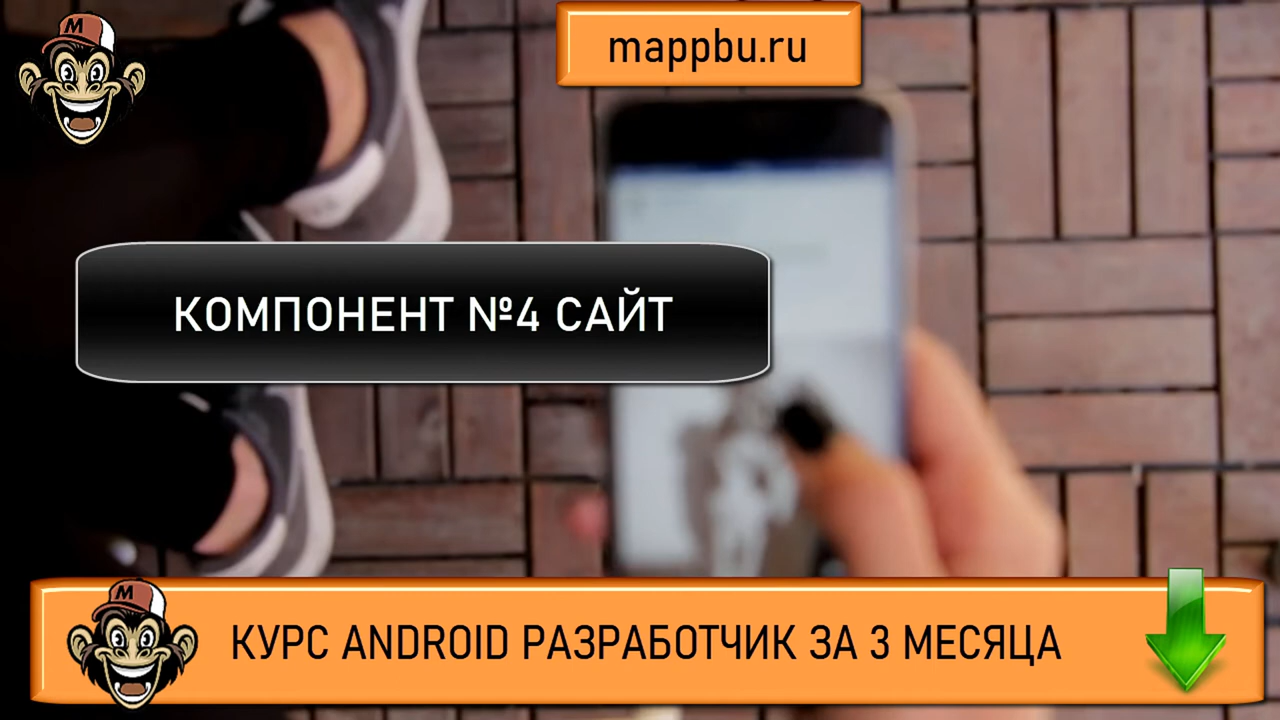 M
mappbu.ru
КОМПОНЕНТ №4 САЙТ
M
КУРС ANDROID РАЗРАБОТЧИК ЗА 3 МЕСЯЦА